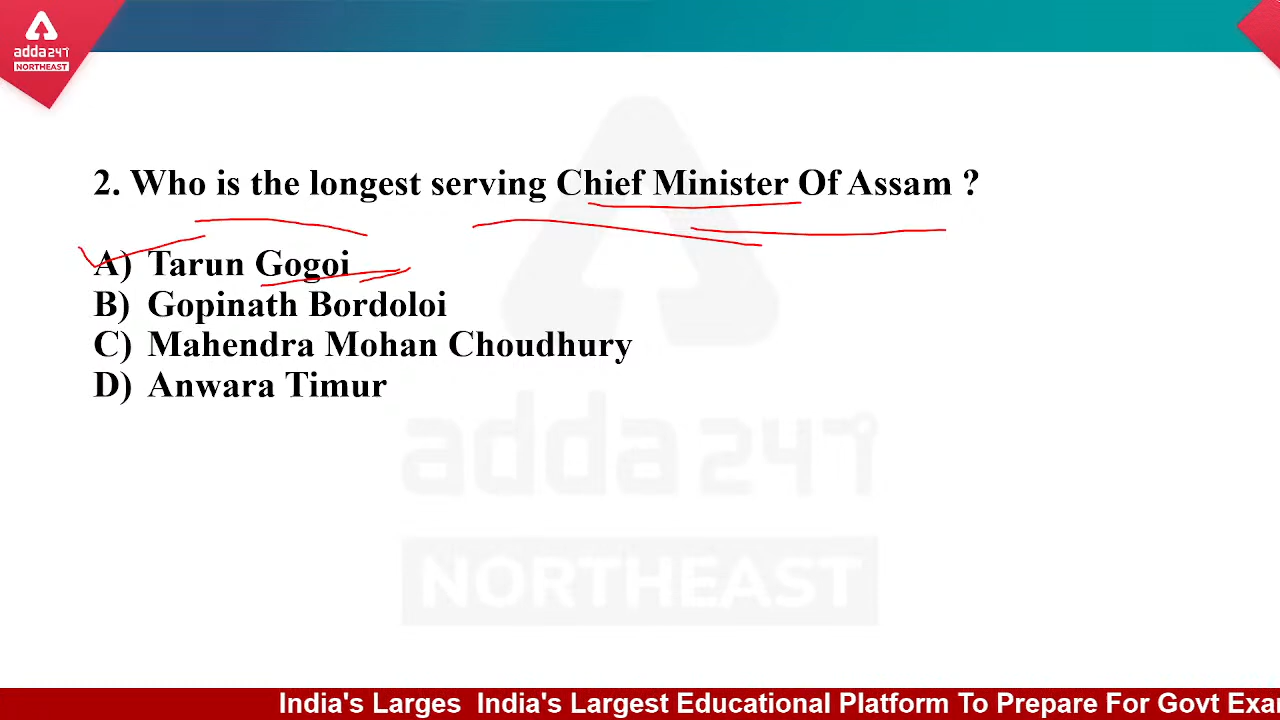 adda247
NORTHEAST
2. Who is the longest serving Chief Minister Of Assam ?
A) Tarun Gogoi
B) Gopinath Bordoloi
C) Mahendra Mohan Choudhury
D) Anwara Timur
adda247
NORTHEAST
India's Larges India's Largest Educational Platform To Prepare For Govt Exa